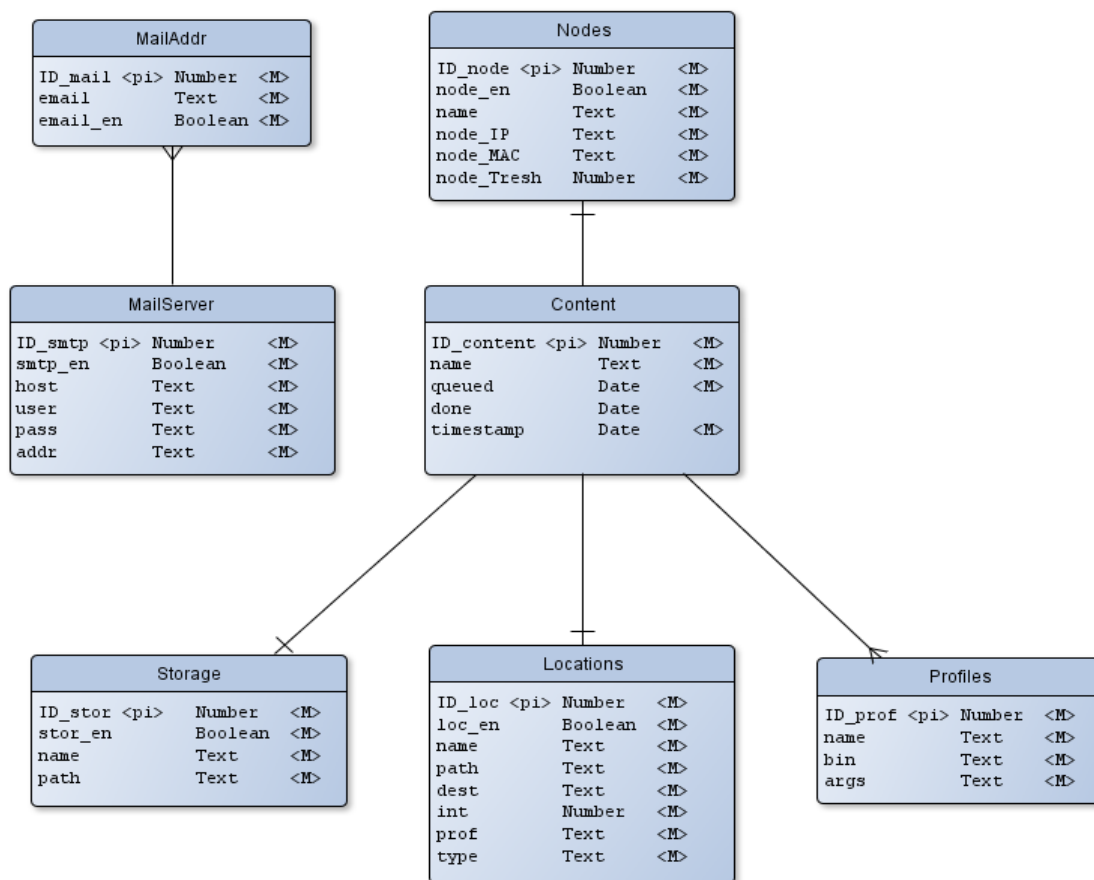 MailAddr
ID_mail <pi> Number <M>
email Text <M>
email_en Boolean <M>
Nodes
ID_node <pi> Number <M>
node_en Boolean <M>
name Text <M>
node_IP Text <M>
node_MAC Text <M>
node_Tresh Number <M>
MailServer
ID_smtp <pi> Number <M>
smtp_en Boolean <M>
host Text <M>
user Text <M>
pass Text <M>
addr Text <M>
Content
ID_content <pi> Number <M>
name Text <M>
queued Date <M>
done Date
timestamp Date <M>
Storage
ID_stor <pi> Number <M>
stor_en Boolean <M>
name Text <M>
path Text <M>
Locations
ID_loc <pi> Number <M>
loc_en Boolean <M>
name Text <M>
path Text <M>
dest Text <M>
int Number <M>
prof Text <M>
type Text <M>
Profiles
ID_prof <pi> Number <M>
name Text <M>
bin Text <M>
args Text <M>